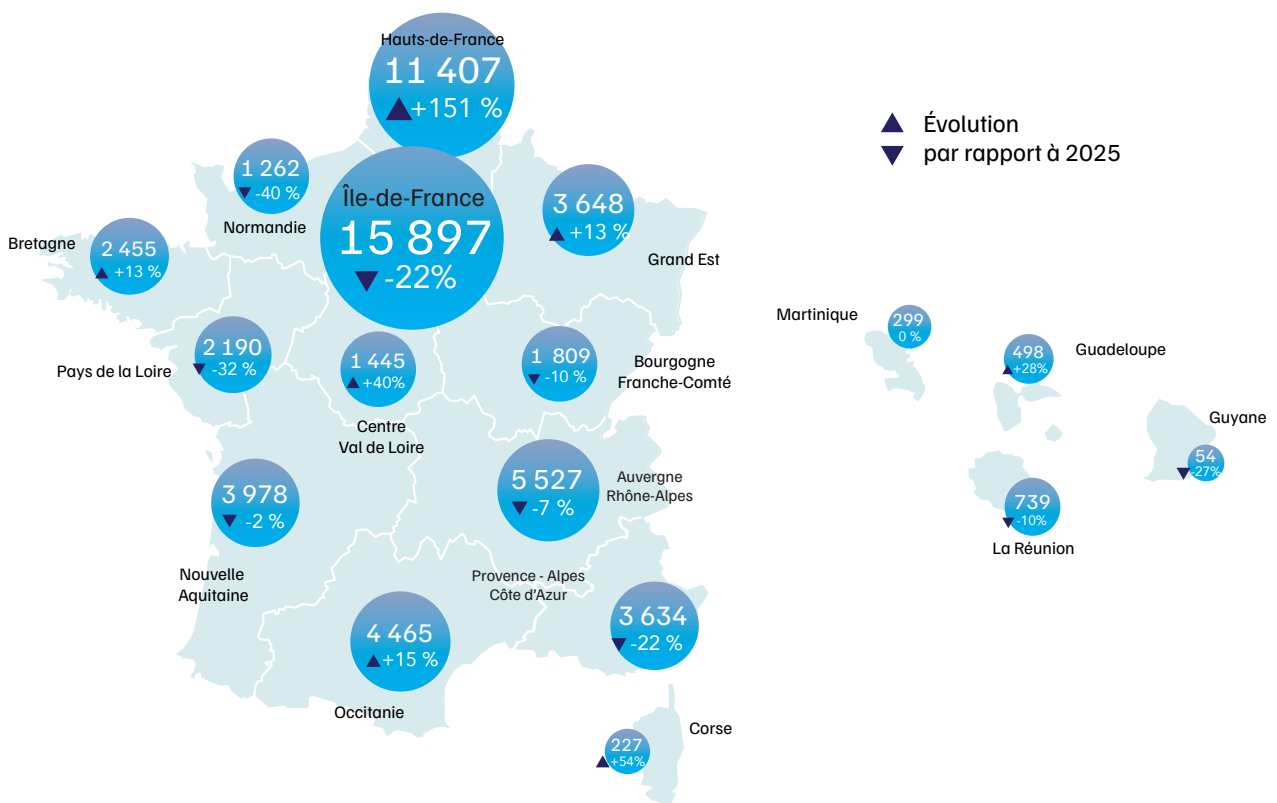 Hauts-de-France
11 407
+151 %
Évolution
par rapport à 2025
1 262
-40 %
Normandie
Île-de-France
15 897
-22%
3 648
+13 %
Grand Est
Bretagne
2 455
+13 %
Martinique
299
0 %
498
+28%
Guadeloupe
Pays de la Loire
2 190
-32 %
1 445
+40%
Centre
Val de Loire
1 809
-10 %
Bourgogne
Franche-Comté
Guyane
54
-27%
3 978
-2 %
Nouvelle
Aquitaine
5 527
-7 %
Auvergne
Rhône-Alpes
739
-10%
La Réunion
Provence - Alpes
Côte d'Azur
3 634
-22 %
4 465
+15 %
Occitanie
Corse
227
+54%